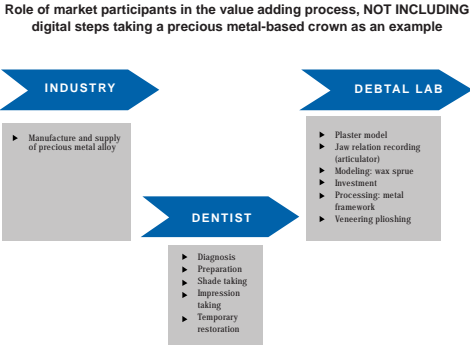 Role of market participants in the value adding process, NOT INCLUDING
digital steps taking a precious metal-based crown as an example
INDUSTRY
Manufacture and supply
of precious metal alloy
DENTIST
Diagnosis
Preparation
Shade taking
Impression
taking
Temporary
restoration
DEBTAL LAB
Plaster model
Jaw relation recording
(articulator)
Modeling: wax sprue
Investment
Processing: metal
framework
Veneering plioshing